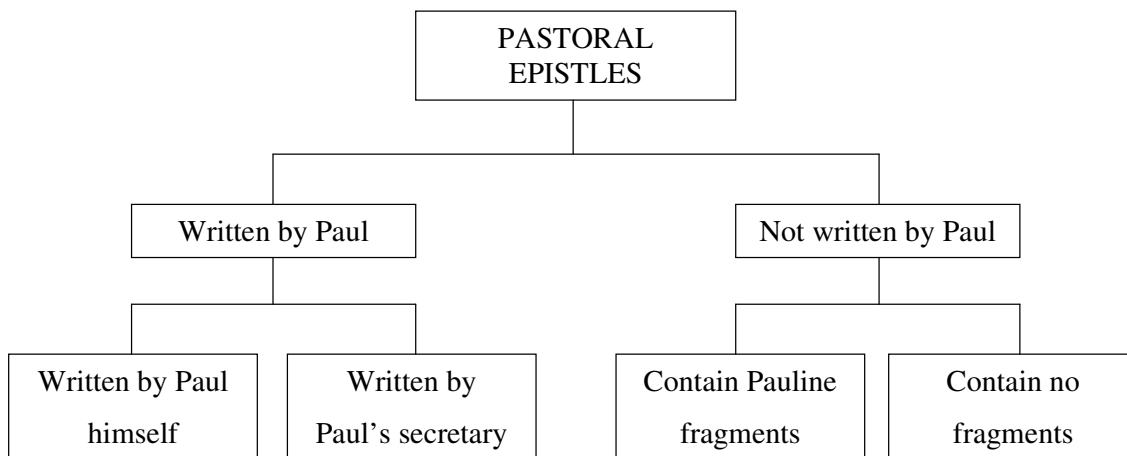 PASTORAL
EPISTLES
Written by Paul
Not written by Paul
Written by Paul
himself
Written by
Paul’s secretary
Contain Pauline
fragments
Contain no
fragments